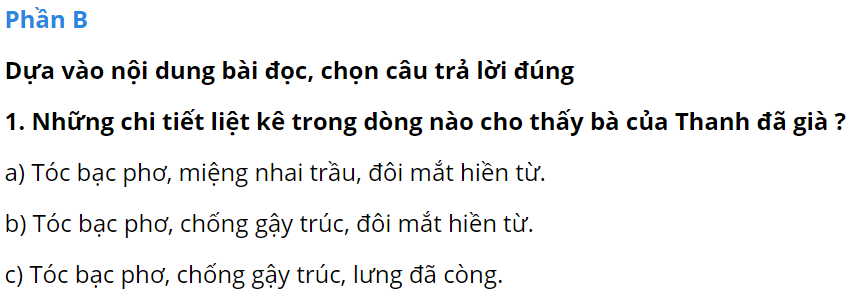 Phần B
Dựa vào nội dung bài đọc, chọn câu trả lời đúng
1. Những chi tiết liệt kê trong dòng nào cho thấy bà của Thanh đã già ?
a) Tóc bạc phơ, miệng nhai trầu, đôi mắt hiền từ.
b) Tóc bạc phơ, chống gậy trúc, đôi mắt hiền từ.
c) Tóc bạc phơ, chống gậy trúc, lưng đã còng.